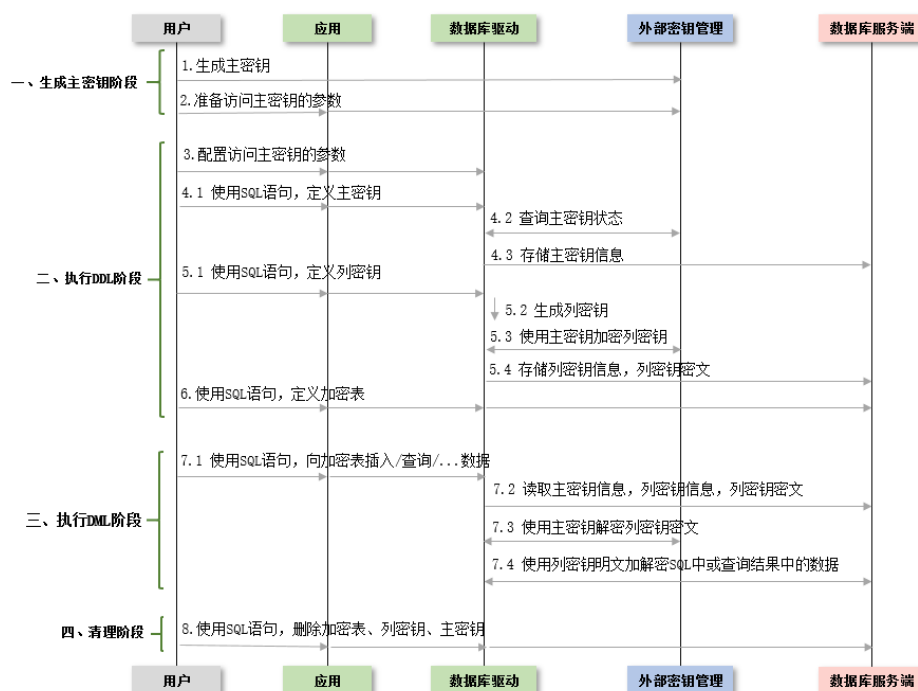 用户 应用 数据库驱动 外部密钥管理 数据库服务端
一、生成主密钥阶段
1.生成主密钥
2.准备访问主密钥的参数
二、执行DDL阶段
3.配置访问主密钥的参数
4.1 使用SQL语句，定义主密钥
4.2 查询主密钥状态
4.3 存储主密钥信息
5.1 使用SQL语句，定义列密钥
5.2 生成列密钥
5.3 使用主密钥加密列密钥
5.4 存储列密钥信息，列密钥密文
6.使用SQL语句，定义加密表
三、执行DML阶段
7.1 使用SQL语句，向加密表插入/查询/...数据
7.2 读取主密钥信息，列密钥信息，列密钥密文
7.3 使用主密钥解密列密钥密文
7.4 使用列密钥明文加解密SQL中或查询结果中的数据
四、清理阶段
8.使用SQL语句，删除加密表、列密钥、主密钥
用户 应用 数据库驱动 外部密钥管理 数据库服务端